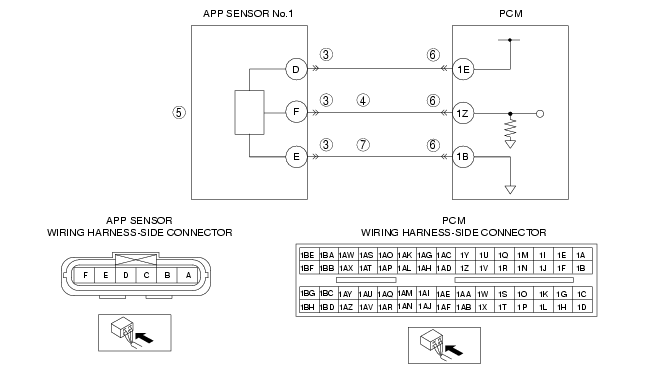 APP SENSOR No.1 PCM
3 6
D 1E
3 4 6
5 F 1Z
3 7 6
E 1B
APP SENSOR
WIRING HARNESS-SIDE CONNECTOR
F E D C B A
PCM
WIRING HARNESS-SIDE CONNECTOR
1BE 1BA 1AW 1AS 1AO 1AK 1AG 1AC 1Y 1U 1Q 1M 1I 1E 1A
1BF 1BB 1AX 1AT 1AP 1AL 1AH 1AD 1Z 1V 1R 1N 1J 1F 1B
1BG 1BC 1AY 1AU 1AQ 1AM 1AI 1AE 1AA 1W 1S 1O 1K 1G 1C
1BH 1BD 1AZ 1AV 1AR 1AN 1AJ 1AF 1AB 1X 1T 1P 1L 1H 1D